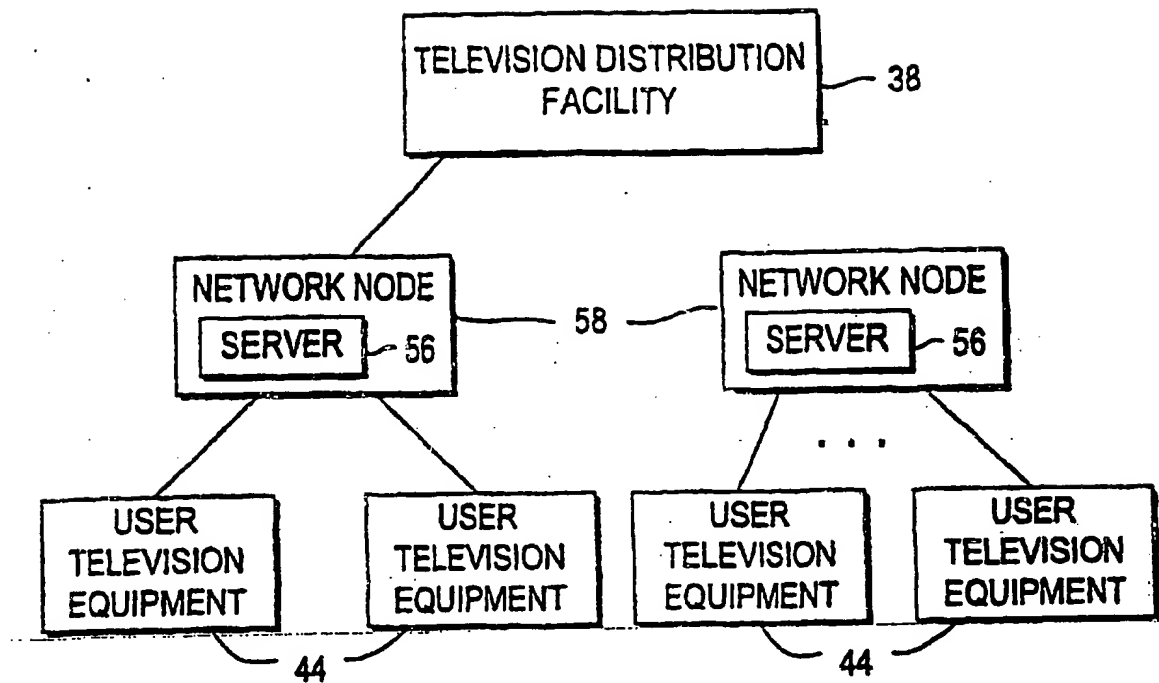 TELEVISION DISTRIBUTION
FACILITY
38
NETWORK NODE
SERVER
56
58
NETWORK NODE
SERVER
56
USER
TELEVISION
EQUIPMENT
USER
TELEVISION
EQUIPMENT
44
. . .
USER
TELEVISION
EQUIPMENT
USER
TELEVISION
EQUIPMENT
44